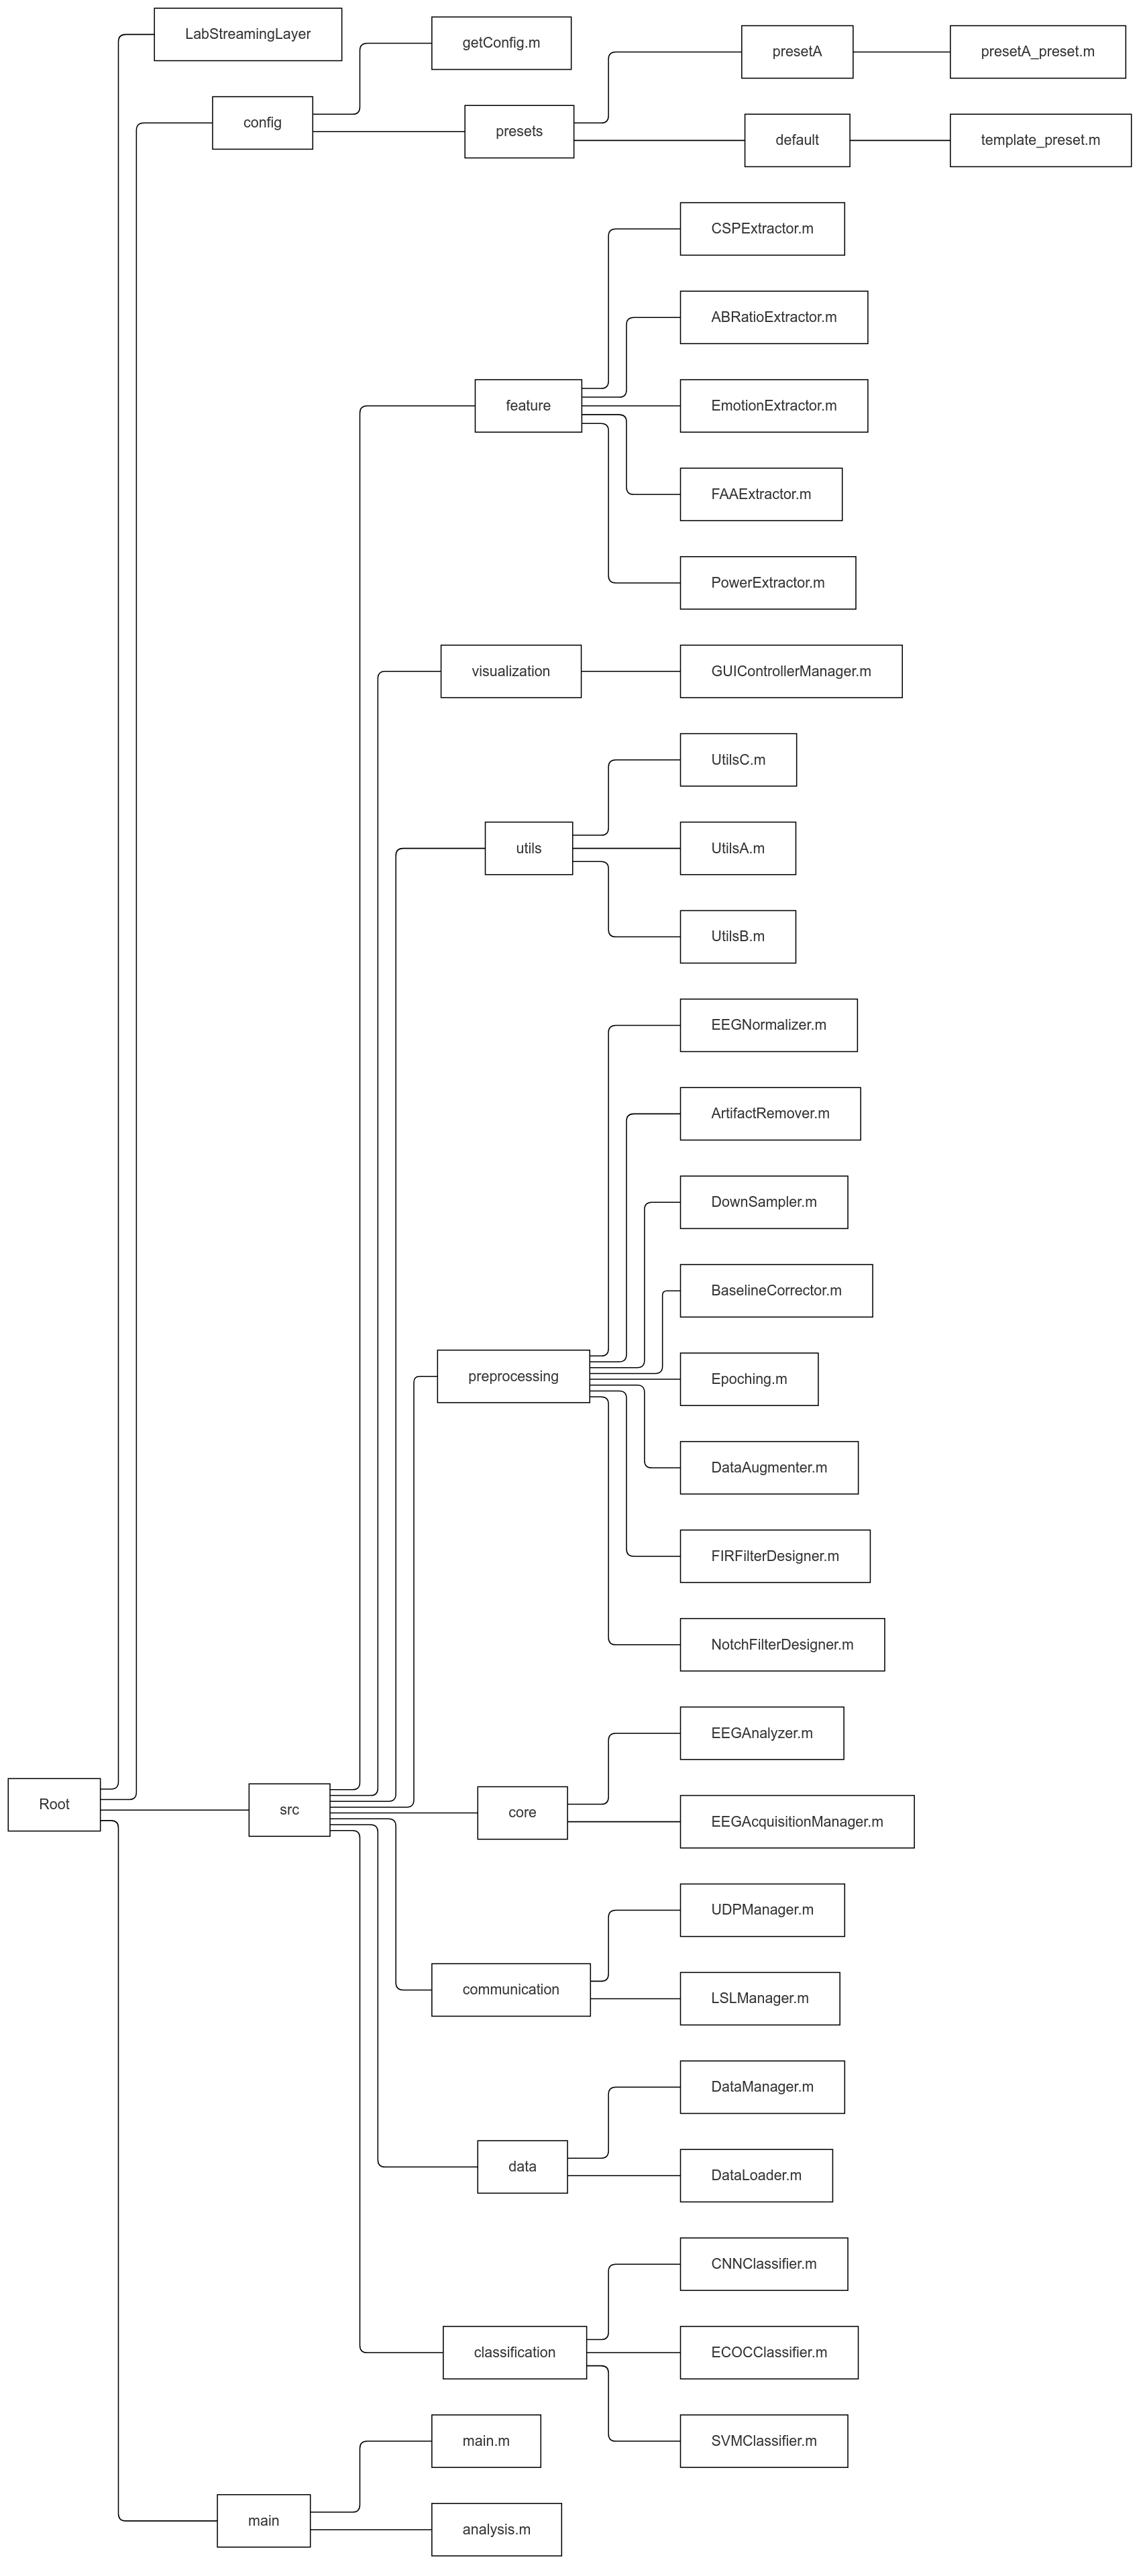 LabStreamingLayer
getConfig.m
presetA
presetA_preset.m
config
presets
default
template_preset.m
CSPExtractor.m
ABRatioExtractor.m
feature
EmotionExtractor.m
FAAExtractor.m
PowerExtractor.m
visualization
GUIControllerManager.m
UtilsC.m
utils
UtilsA.m
UtilsB.m
EEGNormalizer.m
ArtifactRemover.m
DownSampler.m
BaselineCorrector.m
preprocessing
Epoching.m
DataAugmenter.m
FIRFilterDesigner.m
NotchFilterDesigner.m
EEGAnalyzer.m
Root
src
core
EEGAcquisitionManager.m
UDPManager.m
communication
LSLManager.m
DataManager.m
data
DataLoader.m
CNNClassifier.m
classification
ECOCClassifier.m
main.m
SVMClassifier.m
main
analysis.m